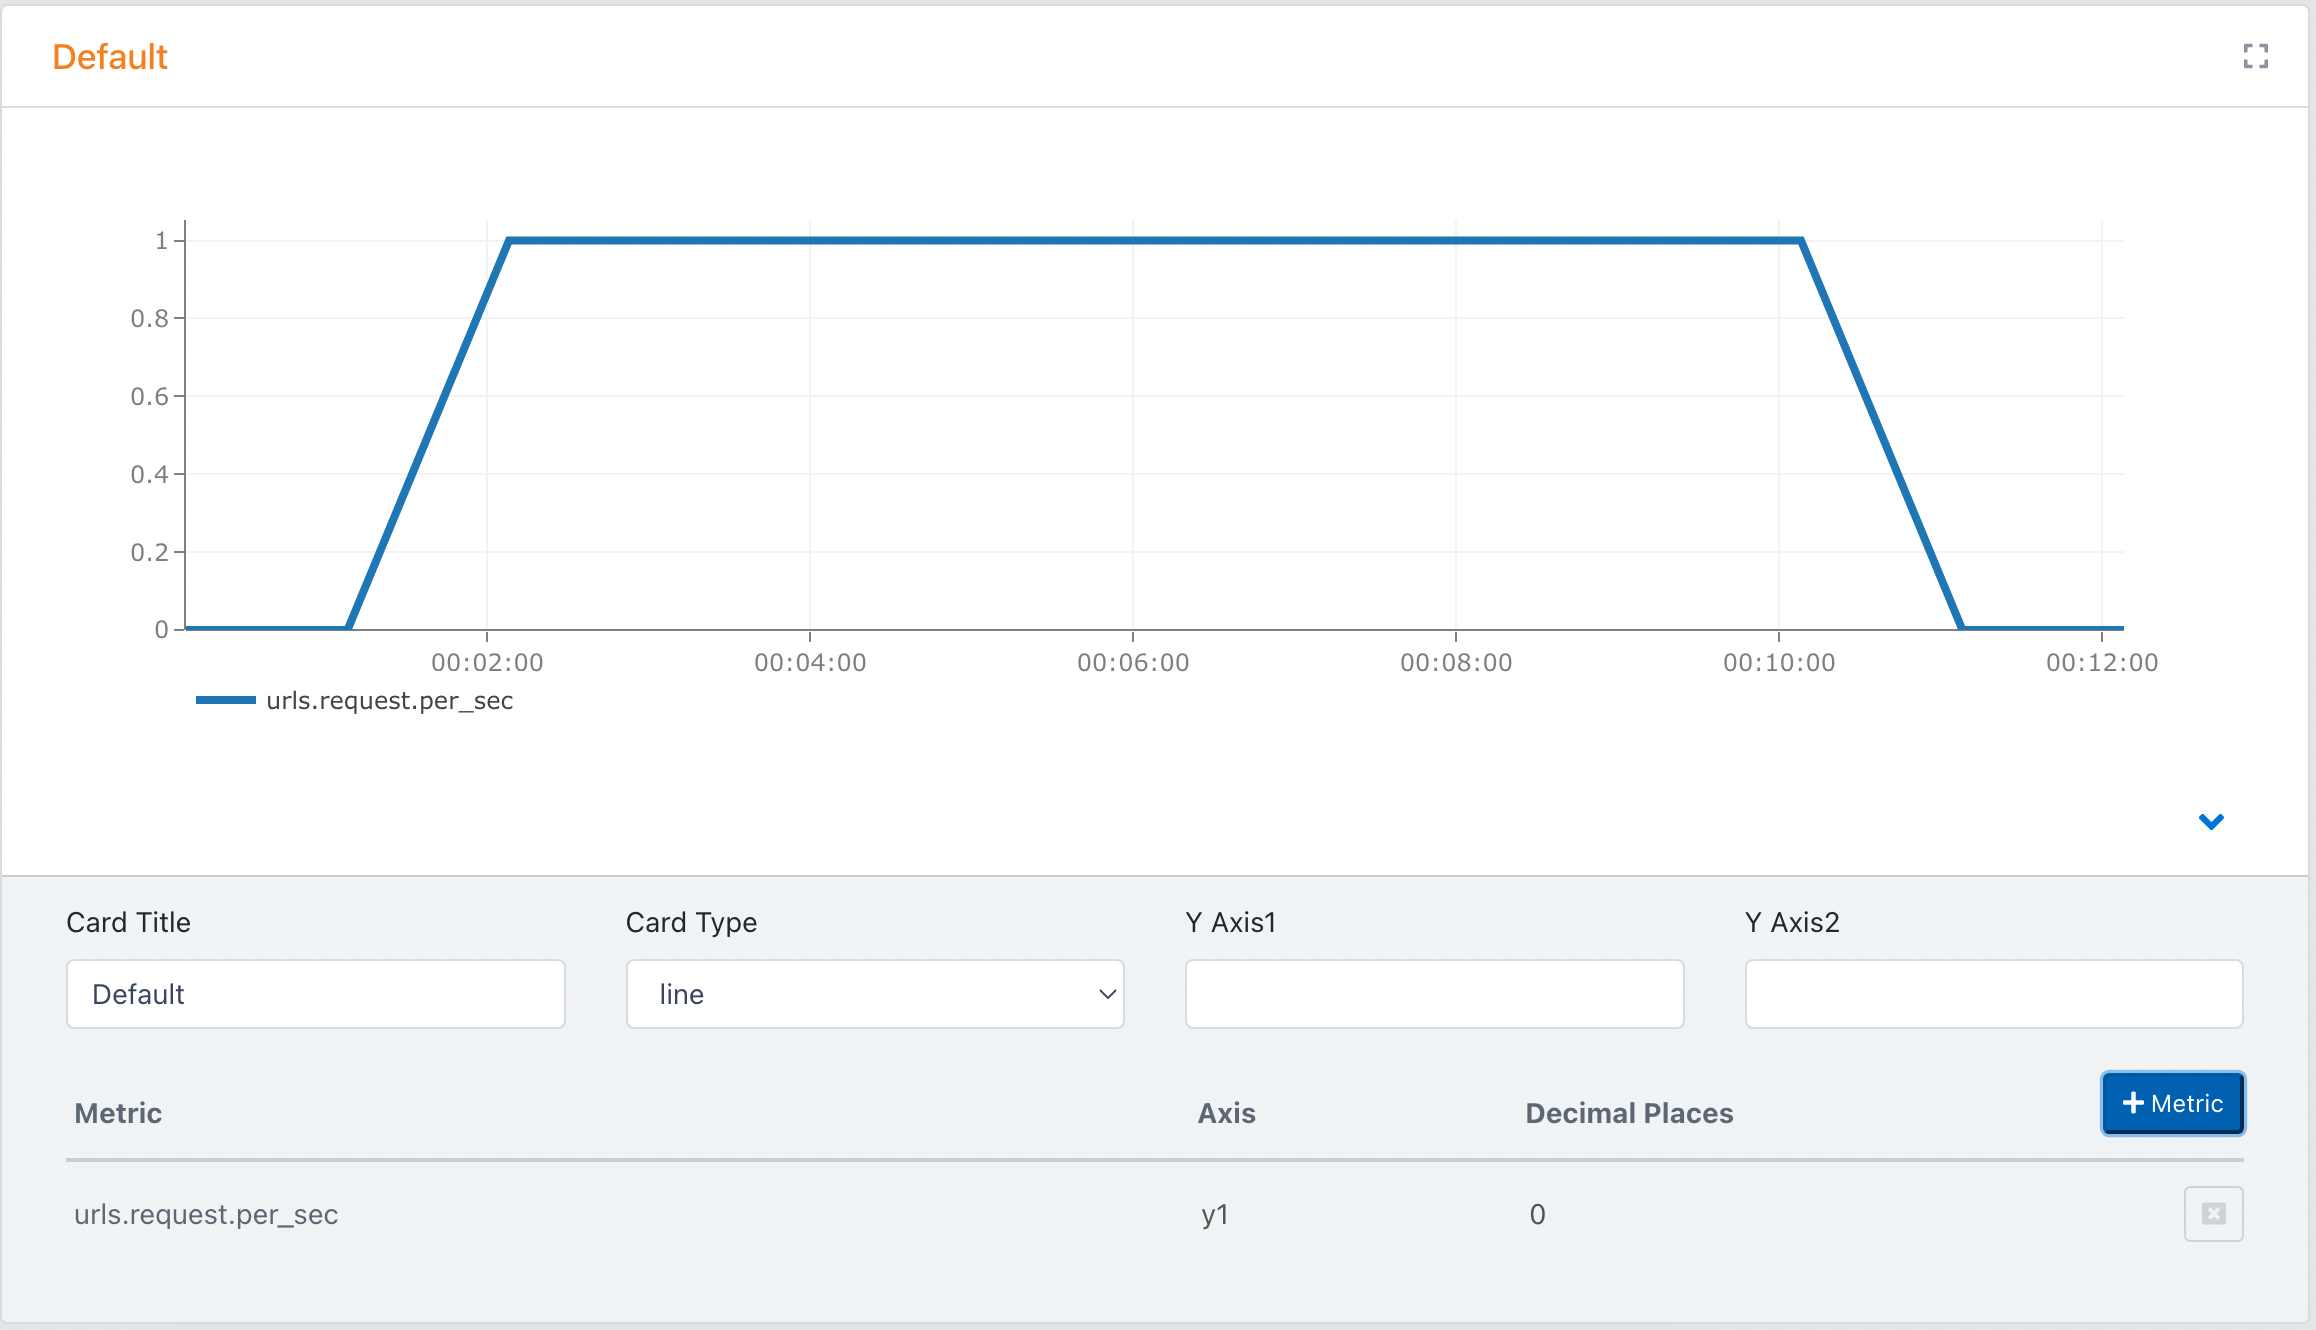 Default
1
0.8
0.6
0.4
0.2
0
00:02:00 00:04:00 00:06:00 00:08:00 00:10:00 00:12:00
urls.request.per_sec
Card Title Card Type Y Axis1 Y Axis2
Default line
Metric Axis Decimal Places + Metric
urls.request.per_sec y1 0